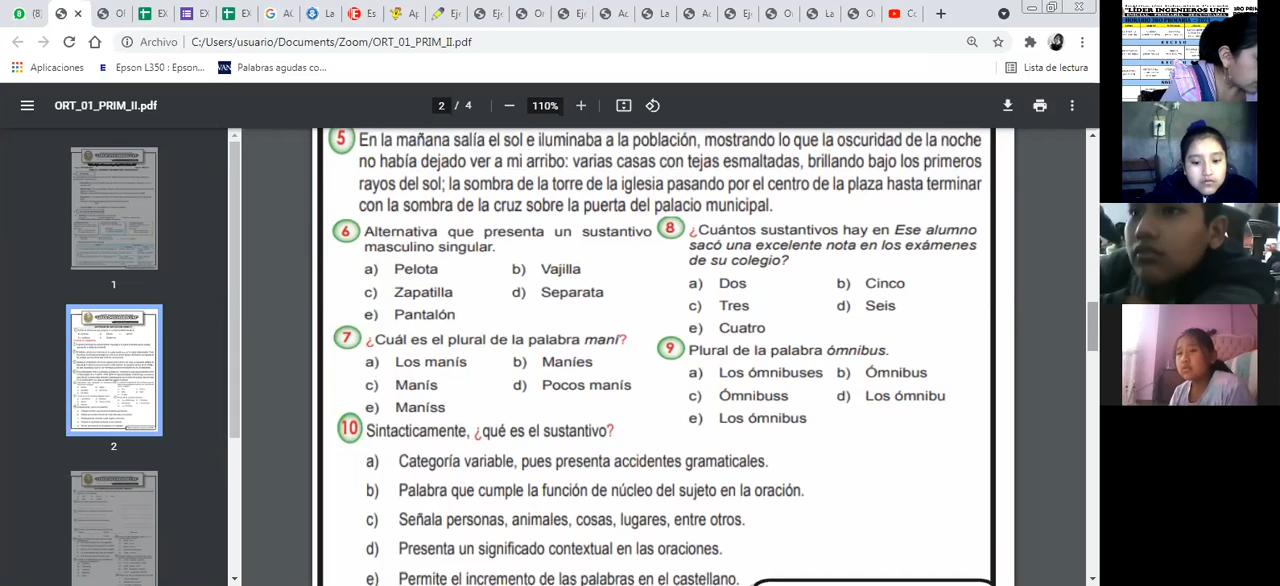 Archivo C:/Users/usuario/Documents/Zoom/ORT_01_PRIM_II.pdf
Aplicaciones
Epson L350 : Epson...
Palabras agudas co...
Lista de lectura
ORT_01_PRIM_II.pdf
2 / 4
110%
1
2
5 En la mañana salía el sol e iluminaba a la población, mostrando lo que la oscuridad de la noche
no había dejado ver a mi arribo: varias casas con tejas esmaltadas, brillando bajo los primeros
rayos del sol; la sombra de la torre de la iglesia pasando por el centro de la plaza hasta terminar
con la sombra de la cruz sobre la puerta del palacio municipal.
6 Alternativa que presenta un sustantivo
masculino singular.
a) Pelota b) Vajilla
c) Zapatilla d) Separata
e) Pantalón
7 ¿Cuál es el plural de la palabra maní?
a) Los maní b) Maníes
c) Manís d) Pocos manís
e) Maníss
8 ¿Cuántos sustantivos hay en Ese alumno
sacó una excelente nota en los exámenes
de su colegio?
a) Dos b) Cinco
c) Tres d) Seis
e) Cuatro
9 Plural de la palabra ómnibus.
a) Los ómnibuses b) Ómnibus
c) Ómnibuss d) Los ómnibu
e) Los ómnibus
10 Sintacticamente, ¿qué es el sustantivo?
a) Categoría variable, pues presenta accidentes gramaticales.
b) Palabra que cumple la función de núcleo del sujeto en la oración.
c) Señala personas, animales, cosas, lugares, entre otros.
d) Presenta un significado contextual en las oraciones.
e) Permite el incremento de las palabras en el castellano.
"LÍDER INGENIEROS UNI"